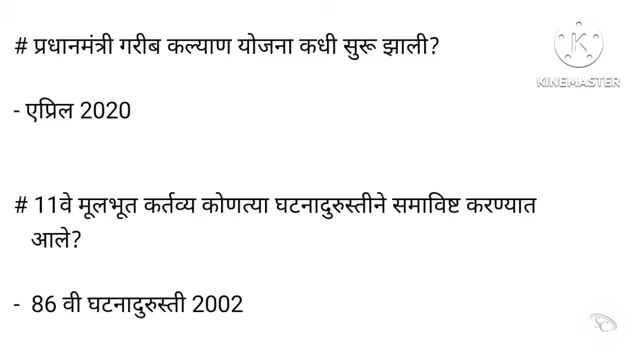 # प्रधानमंत्री गरीब कल्याण योजना कधी सुरू झाली?
KINEMASTER
- एप्रिल 2020
# 11वे मूलभूत कर्तव्य कोणत्या घटनादुरुस्तीने समाविष्ट करण्यात
आले?
- 86 वी घटनादुरुस्ती 2002
SC